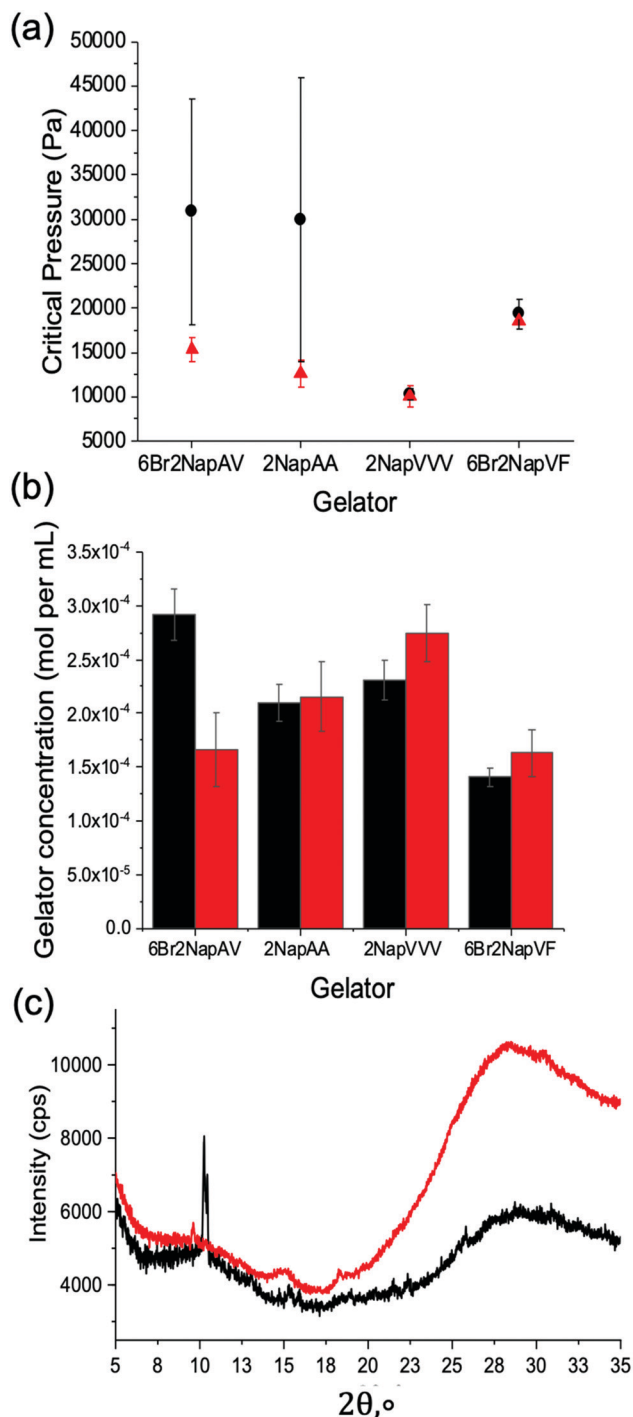 (a)
50000
45000
40000
35000
30000
25000
20000
15000
10000
5000
Critical Pressure (Pa)
6Br2NapAV 2NapAA 2NapVVV 6Br2NapVF
Gelator
(b)
3.5x10-4
3.0x10-4
2.5x10-4
2.0x10-4
1.5x10-4
1.0x10-4
5.0x10-5
0.0
Gelator concentration (mol per mL)
6Br2NapAV 2NapAA 2NapVVV 6Br2NapVF
Gelator
(c)
10000
8000
6000
4000
Intensity (cps)
5 8 10 13 15 18 20 23 25 28 30 33 35
2θ,∘